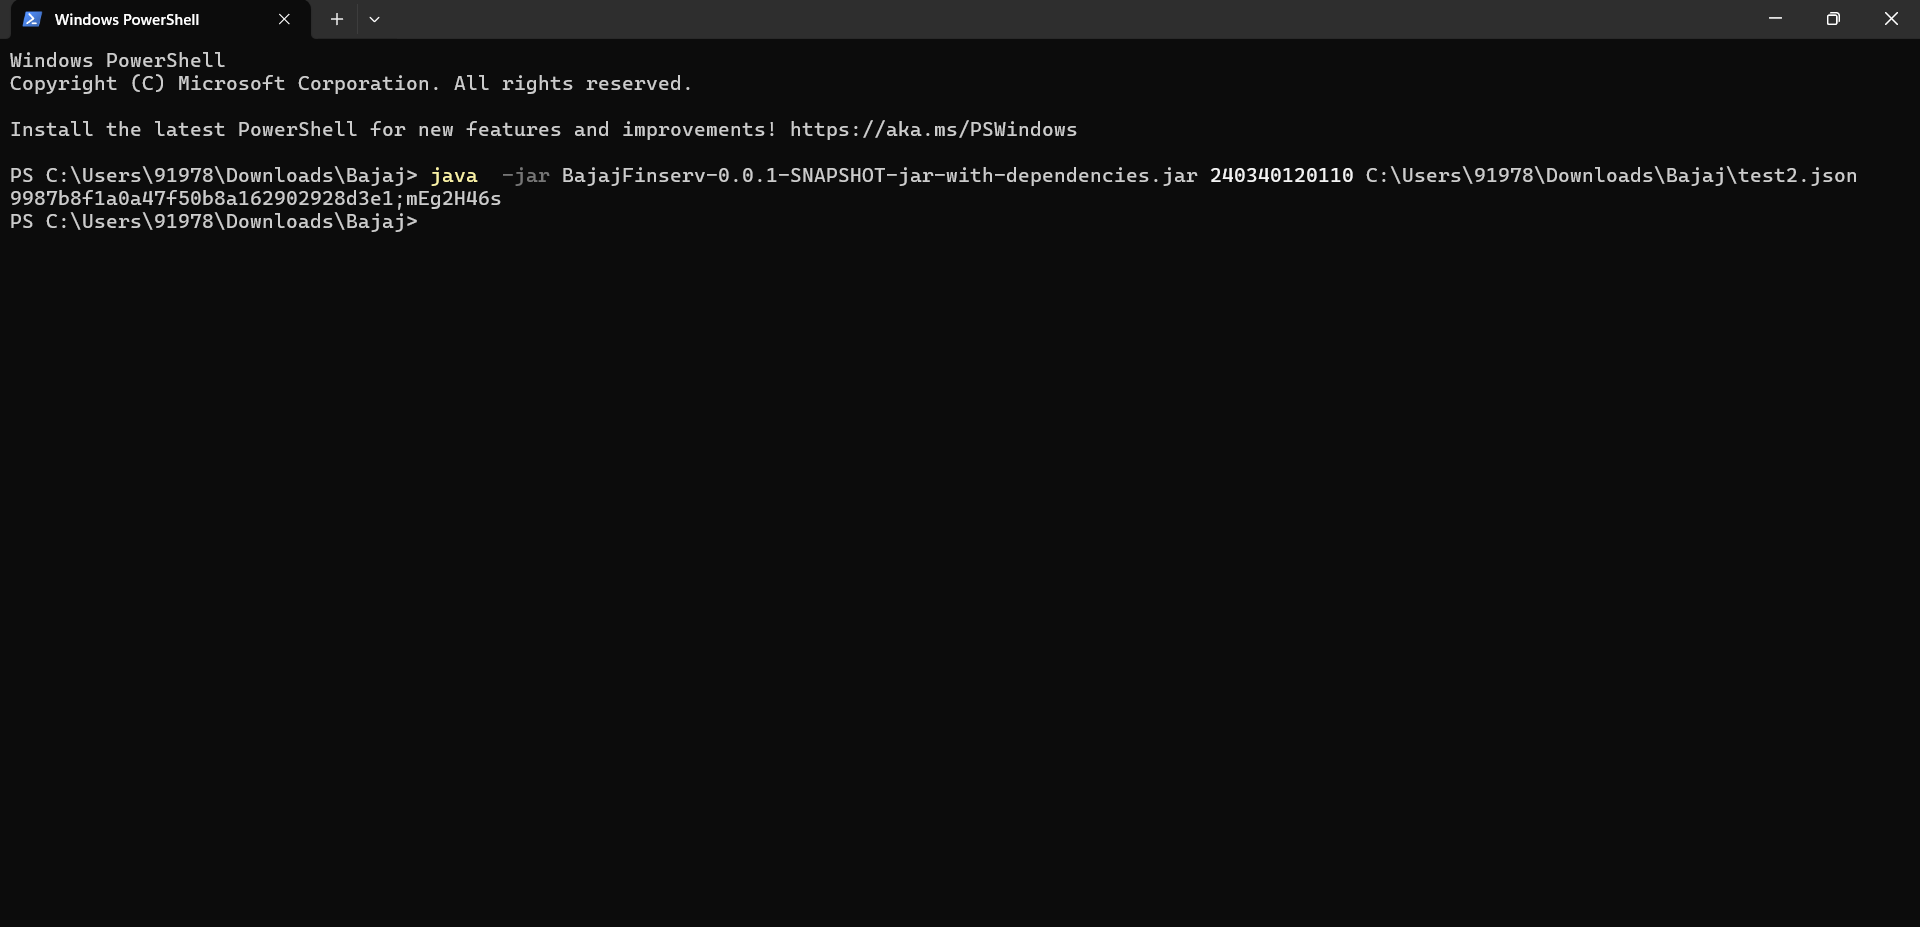 Windows PowerShell
Windows PowerShell
Copyright (C) Microsoft Corporation. All rights reserved.
Install the latest PowerShell for new features and improvements! https://aka.ms/PSWindows
PS C:\Users\91978\Downloads\Bajaj> java  -jar BajajFinserv-0.0.1-SNAPSHOT-jar-with-dependencies.jar 240340120110 C:\Users\91978\Downloads\Bajaj\test2.json
9987b8f1a0a47f50b8a162902928d3e1;mEg2H46s
PS C:\Users\91978\Downloads\Bajaj>